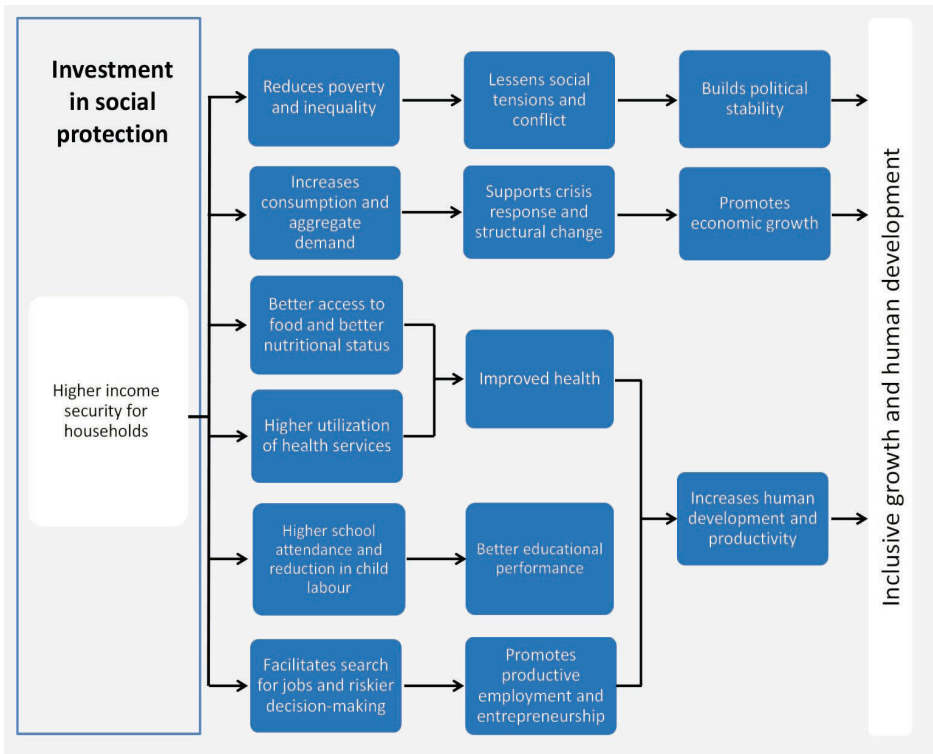 Investment
in social
protection
Higher income
security for
households
Reduces poverty
and inequality
Lessens social
tensions and
conflict
Builds political
stability
Increases
consumption and
aggregate
demand
Supports crisis
response and
structural change
Promotes
economic growth
Better access to
food and better
nutritional status
Higher utilization
of health services
Improved health
Higher school
attendance and
reduction in child
labour
Better educational
performance
Increases human
development and
productivity
Facilitates search
for jobs and riskier
decision-making
Promotes
productive
employment and
entrepreneurship
Inclusive growth and human development